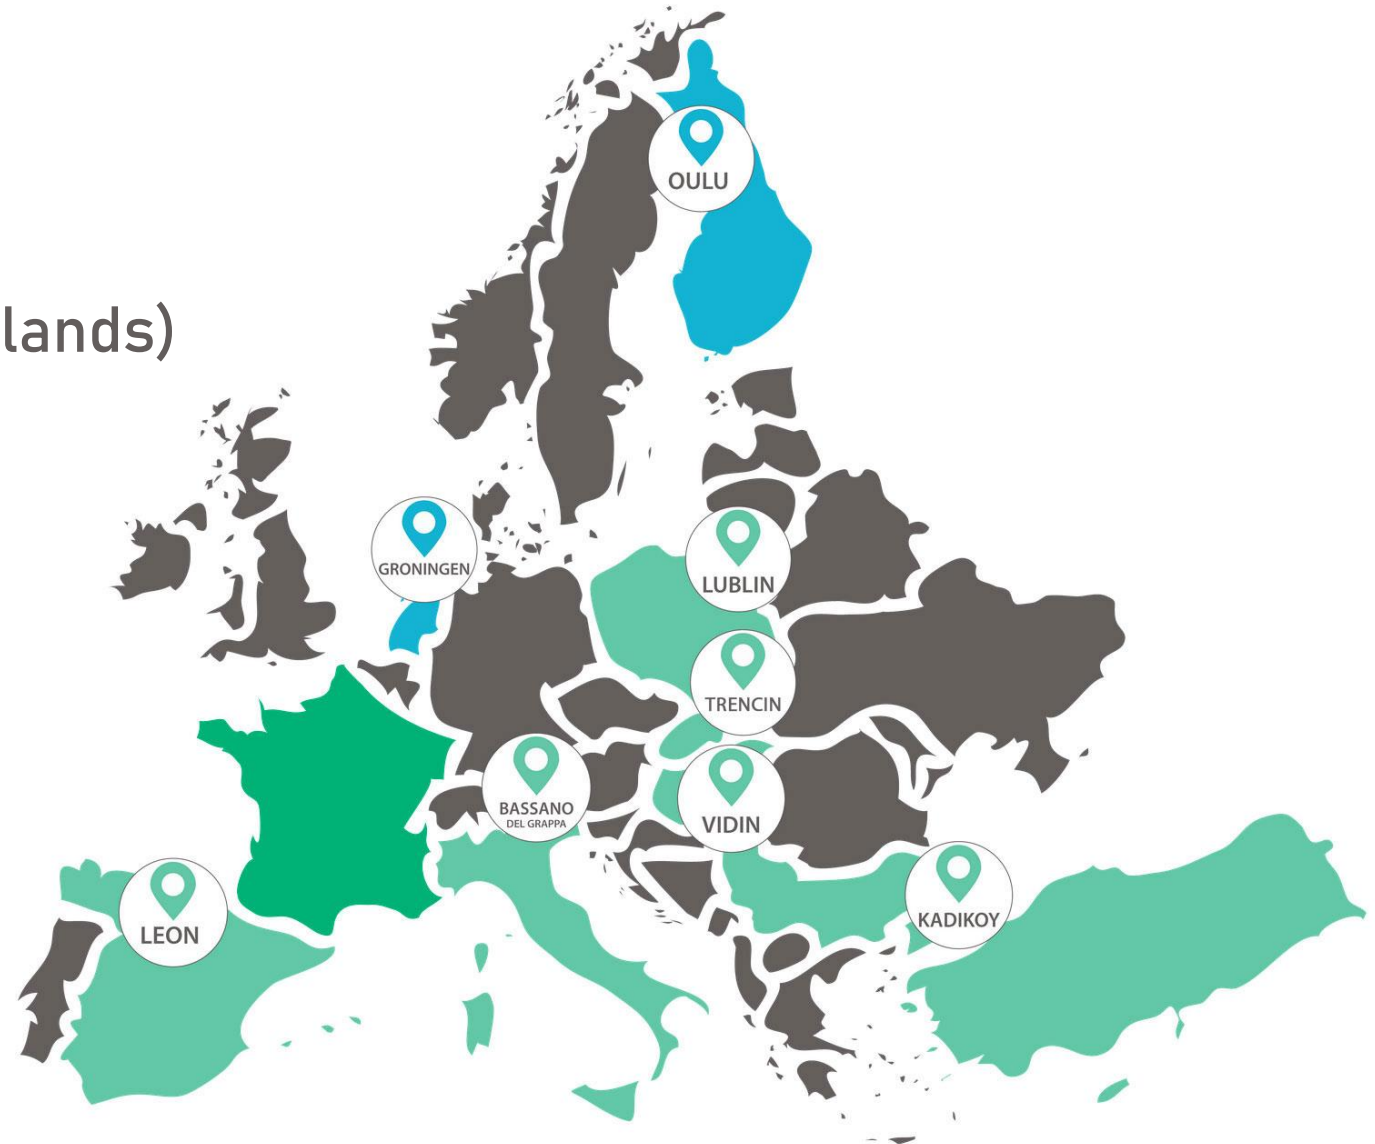 OULU
lands)
GRONINGEN
LUBLIN
TRENCIN
BASSANO
DEL GRAPPA
VIDIN
LEON
KADIKOY